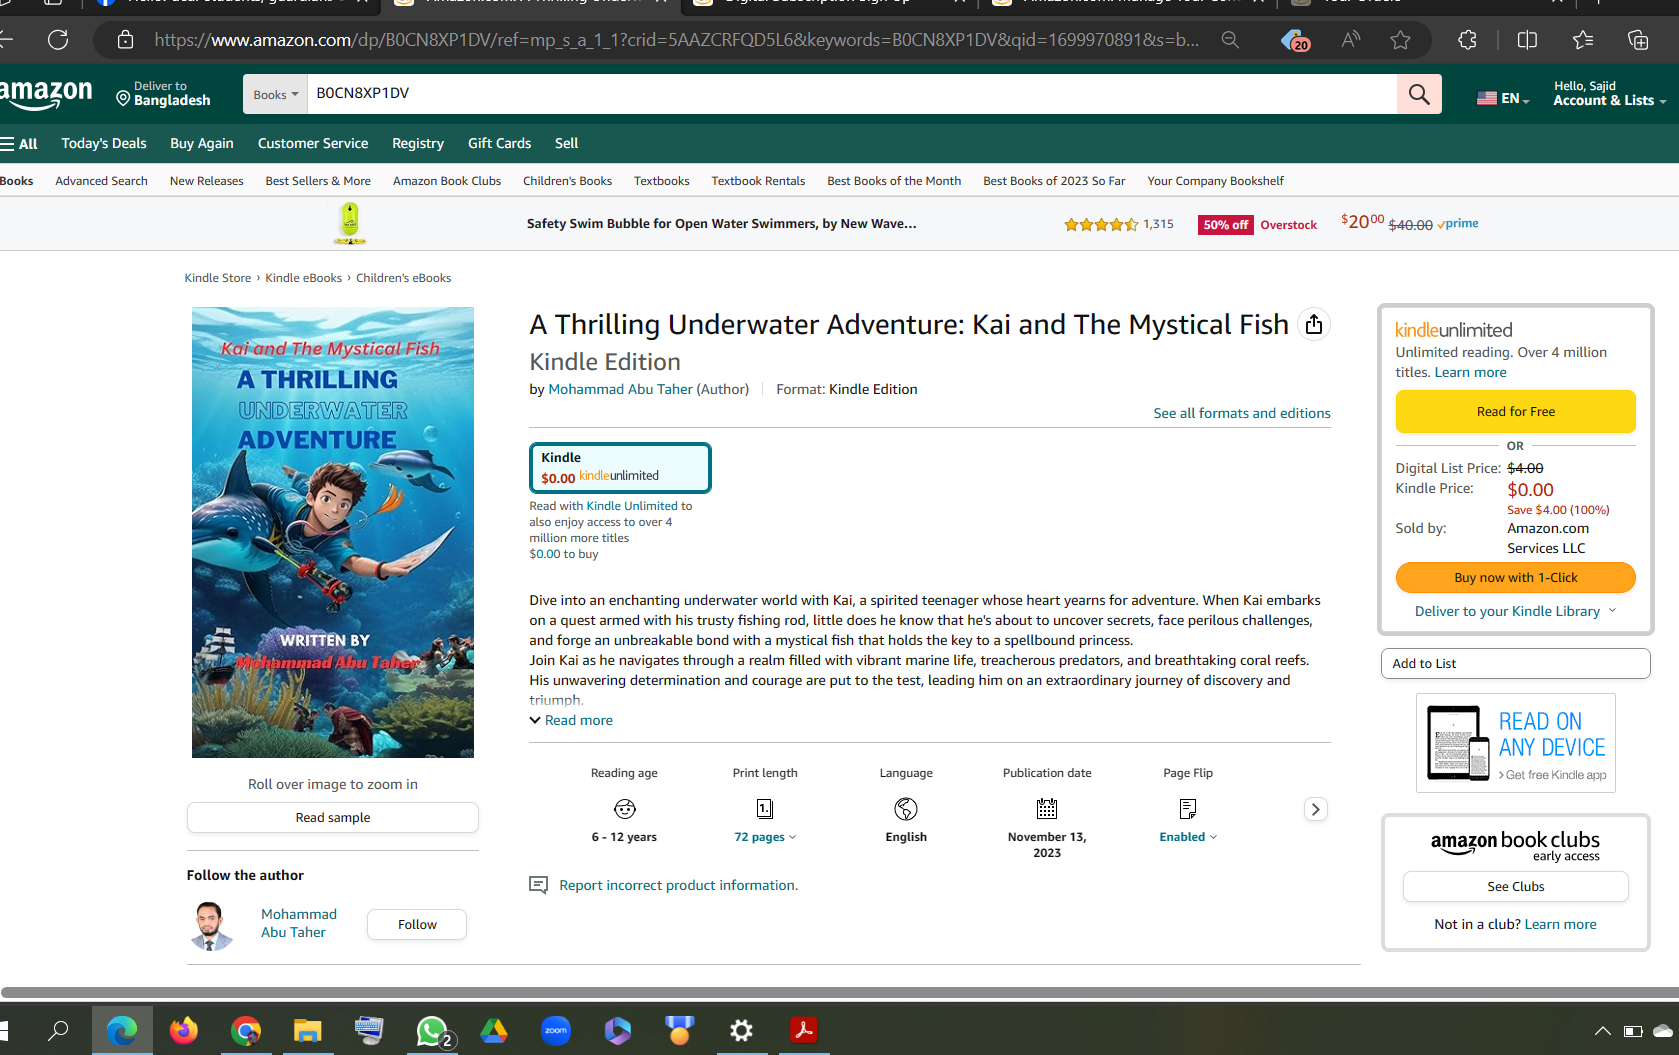 https://www.amazon.com/dp/B0CN8XP1DV/ref=mp_s_a_1_1?crid=5AAZCRFQD5L6&keywords=B0CN8XP1DV&qid=1699970891&s=b...
20
amazon
Deliver to
Bangladesh
Books
B0CN8XP1DV
EN
Hello, Sajid
Account & Lists
All
Today's Deals
Buy Again
Customer Service
Registry
Gift Cards
Sell
Books
Advanced Search
New Releases
Best Sellers & More
Amazon Book Clubs
Children's Books
Textbooks
Textbook Rentals
Best Books of the Month
Best Books of 2023 So Far
Your Company Bookshelf
Safety Swim Bubble for Open Water Swimmers, by New Wave...
1,315
50% off Overstock
$2000 $40.00 prime
Kindle Store › Kindle eBooks › Children's eBooks
Kai and The Mystical Fish
A THRILLING
UNDERWATER
ADVENTURE
WRITTEN BY
Mohammad Abu Taher
Roll over image to zoom in
Read sample
Follow the author
Mohammad
Abu Taher
Follow
A Thrilling Underwater Adventure: Kai and The Mystical Fish
Kindle Edition
by Mohammad Abu Taher (Author) Format: Kindle Edition
See all formats and editions
Kindle
$0.00 kindleunlimited
Read with Kindle Unlimited to
also enjoy access to over 4
million more titles
$0.00 to buy
Dive into an enchanting underwater world with Kai, a spirited teenager whose heart yearns for adventure. When Kai embarks
on a quest armed with his trusty fishing rod, little does he know that he's about to uncover secrets, face perilous challenges,
and forge an unbreakable bond with a mystical fish that holds the key to a spellbound princess.
Join Kai as he navigates through a realm filled with vibrant marine life, treacherous predators, and breathtaking coral reefs.
His unwavering determination and courage are put to the test, leading him on an extraordinary journey of discovery and
triumph.
Read more
Reading age
6 - 12 years
Print length
1.
72 pages
Language
English
Publication date
November 13,
2023
Page Flip
Enabled
Report incorrect product information.
kindleunlimited
Unlimited reading. Over 4 million
titles. Learn more
Read for Free
OR
Digital List Price: $4.00
Kindle Price: $0.00
Save $4.00 (100%)
Sold by: Amazon.com
Services LLC
Buy now with 1-Click
Deliver to your Kindle Library
Add to List
READ ON
ANY DEVICE
› Get free Kindle app
amazon book clubs
early access
See Clubs
Not in a club? Learn more
2
zoom